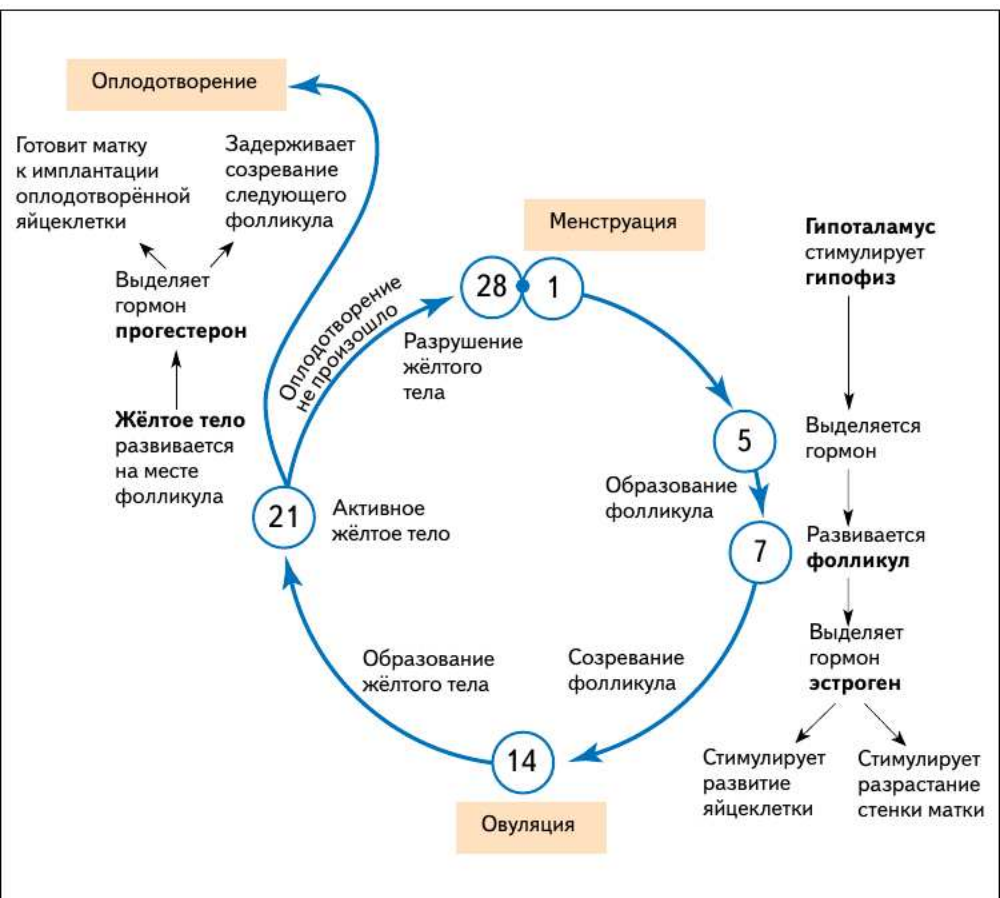 Оплодотворение
Готовит матку
к имплантации
оплодотворённой
яйцеклетки
Задерживает
созревание
следующего
фолликула
Выделяет
гормон
прогестерон
Жёлтое тело
развивается
на месте
фолликула
Оплодотворение
не произошло
Менструация
28
1
Разрушение
жёлтого
тела
5
Образование
фолликула
7
Созревание
фолликула
14
Овуляция
Образование
жёлтого тела
21
Активное
жёлтое тело
Гипоталамус
стимулирует
гипофиз
Выделяется
гормон
Развивается
фолликул
Выделяет
гормон
эстроген
Стимулирует
развитие
яйцеклетки
Стимулирует
разрастание
стенки матки